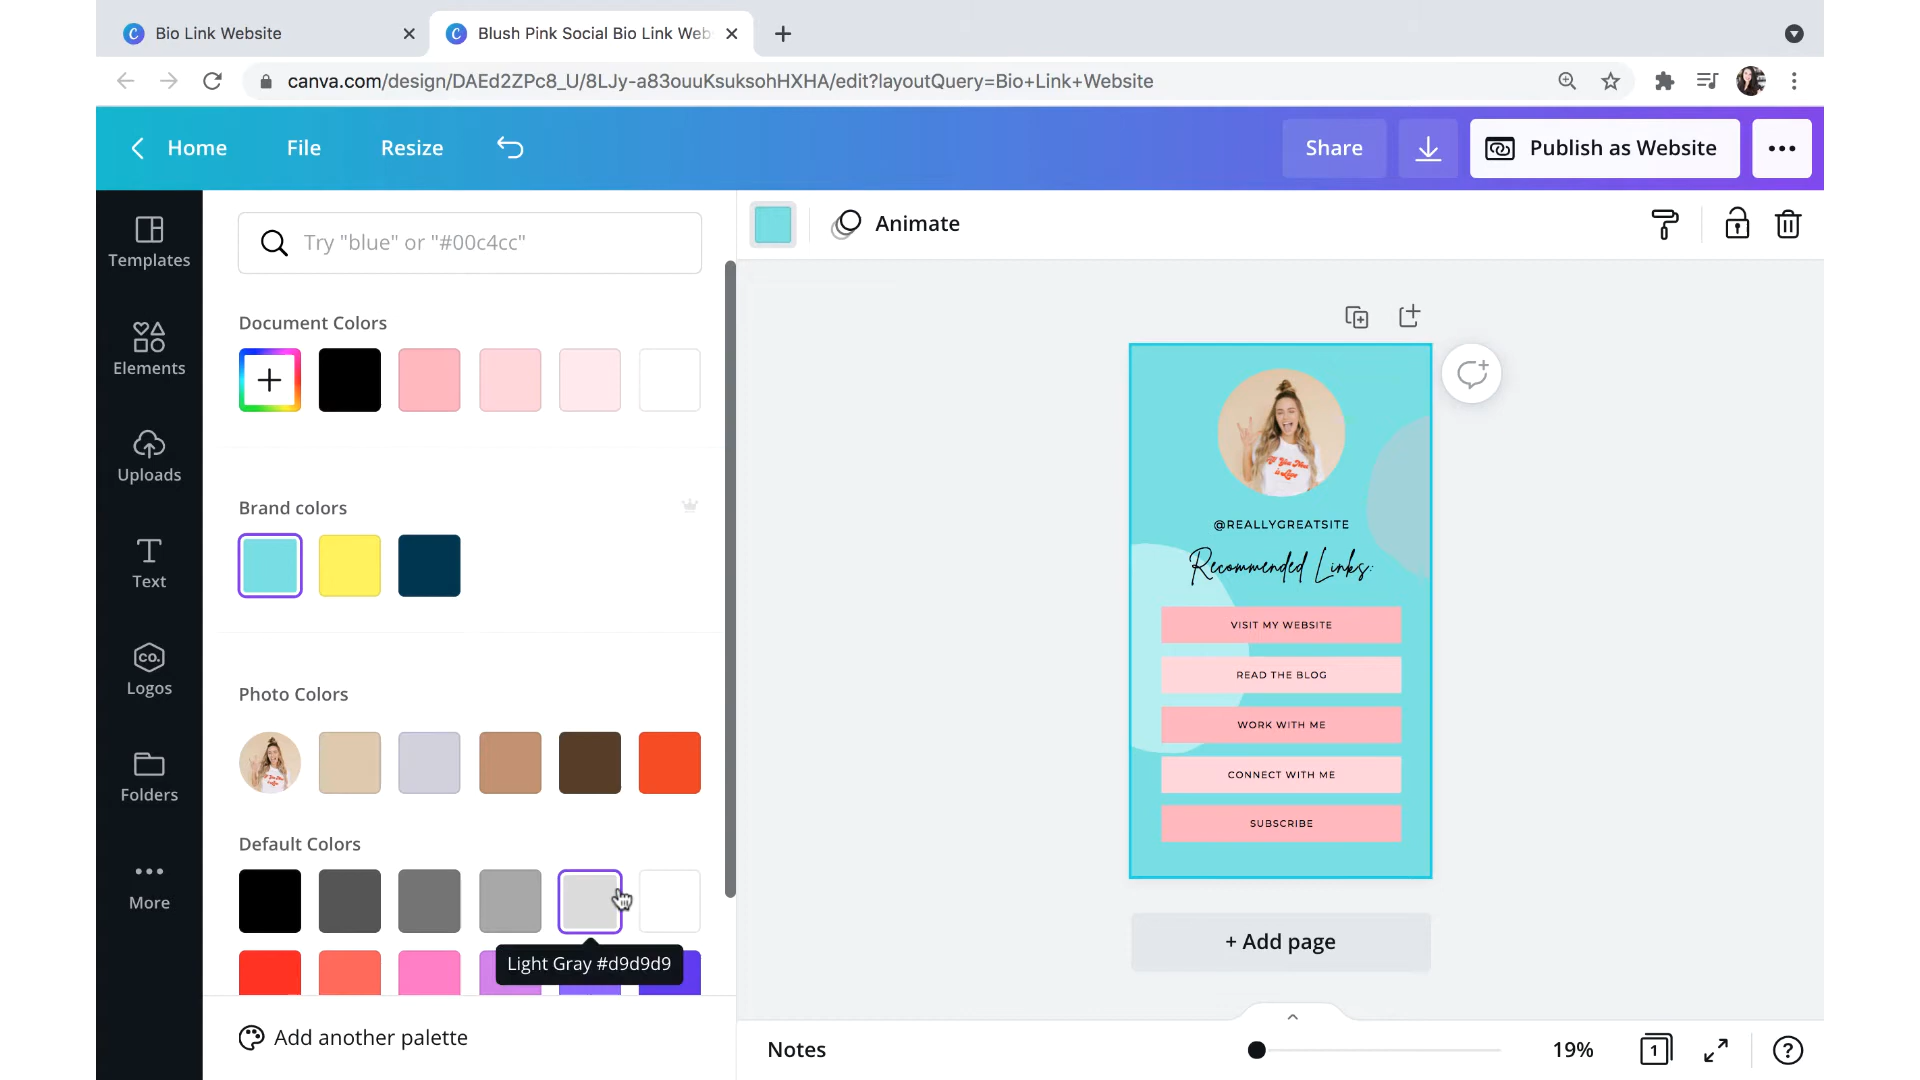 Bio Link Website
Blush Pink Social Bio Link Web
canva.com/design/DAEd2ZPc8_U/8LJy-a83ouuKsuksohHXHA/edit?layoutQuery=Bio+Link+Website
Home File Resize Share Publish as Website
Templates
Elements
Uploads
Text
CO.
Logos
Folders
More
Try "blue" or "#00c4cc"
Document Colors
Brand colors
Photo Colors
Default Colors
Light Gray #d9d9d9
Add another palette
Animate
@REALLYGREATSITE
Recommended Links:
VISIT MY WEBSITE
READ THE BLOG
WORK WITH ME
CONNECT WITH ME
SUBSCRIBE
+ Add page
Notes 19% 1 ?